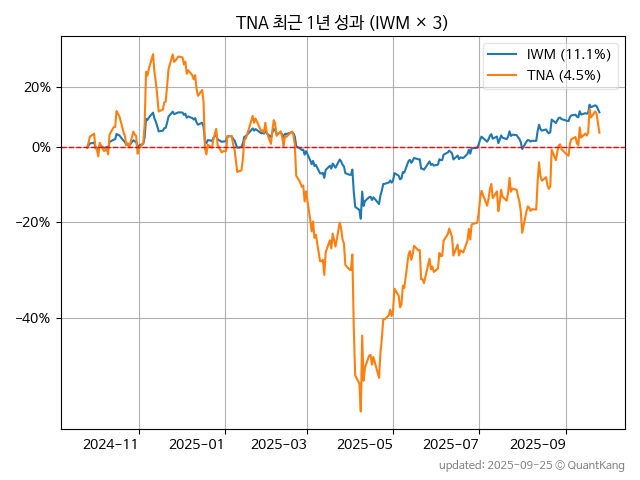 TNA 최근 1년 성과 (IWM × 3)
IWM (11.1%)
TNA (4.5%)
20%
0%
−20%
−40%
2024-11
2025-01
2025-03
2025-05
2025-07
2025-09
updated: 2025-09-25 © QuantKang